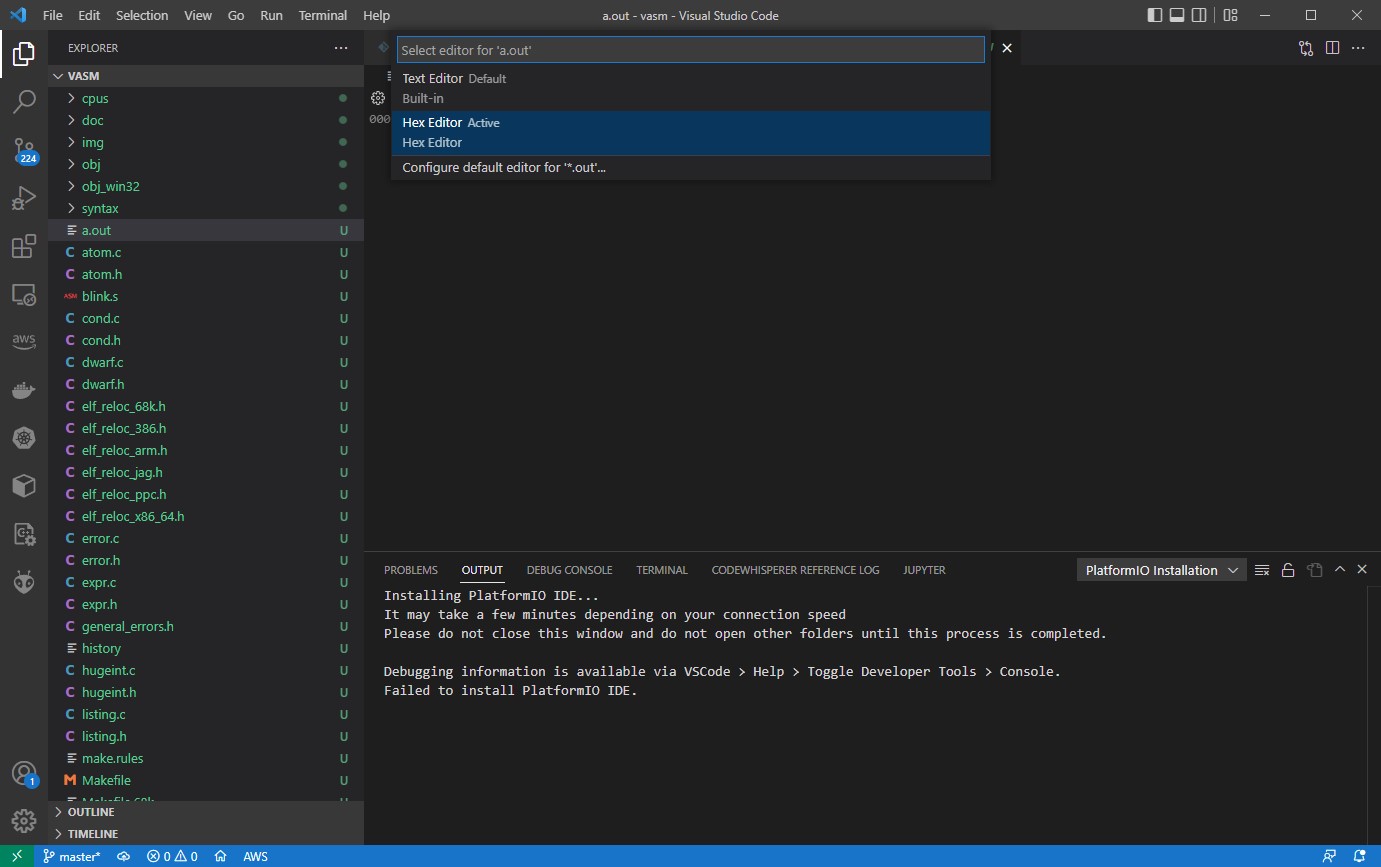 File Edit Selection View Go Run Terminal Help
a.out - vasm - Visual Studio Code
EXPLORER
VASM
cpus
doc
img
obj
obj_win32
syntax
a.out U
atom.c U
atom.h U
ASM blink.s U
cond.c U
cond.h U
dwarf.c U
dwarf.h U
elf_reloc_68k.h U
elf_reloc_386.h U
elf_reloc_arm.h U
elf_reloc_jag.h U
elf_reloc_ppc.h U
elf_reloc_x86_64.h U
error.c U
error.h U
expr.c U
expr.h U
general_errors.h U
history U
hugeint.c U
hugeint.h U
listing.c U
listing.h U
make.rules U
Makefile U
OUTLINE
TIMELINE
224
aws
1
Select editor for 'a.out'
Text Editor Default
Built-in
Hex Editor Active
Hex Editor
Configure default editor for '*.out'...
000
PROBLEMS OUTPUT DEBUG CONSOLE TERMINAL CODEWHISPERER REFERENCE LOG JUPYTER
PlatformIO Installation
Installing PlatformIO IDE...
It may take a few minutes depending on your connection speed
Please do not close this window and do not open other folders until this process is completed.
Debugging information is available via VSCode > Help > Toggle Developer Tools > Console.
Failed to install PlatformIO IDE.
master* 0 0 AWS